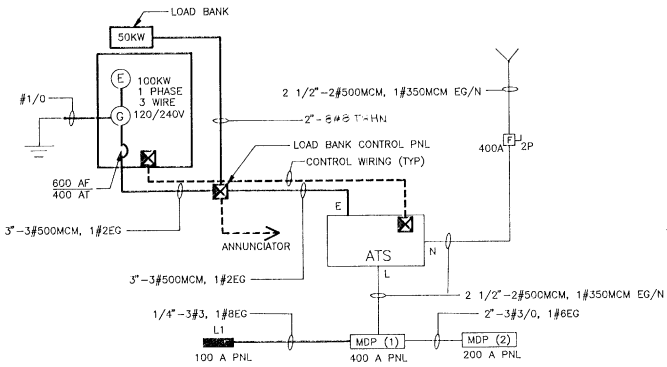 LOAD BANK
50KW
E
100KW
1 PHASE
3 WIRE
120/240V
G
#1/0
2 1/2"-2#500MCM, 1#350MCM EG/N
2"-8#8 THHN
F
400A
2P
LOAD BANK CONTROL PNL
CONTROL WIRING (TYP)
600 AF
400 AT
3"-3#500MCM, 1#2EG
ANNUNCIATOR
E
ATS
N
L
3"-3#500MCM, 1#2EG
2 1/2"-2#500MCM, 1#350MCM EG/N
1/4"-3#3, 1#8EG
2"-3#3/0, 1#6EG
L1
100 A PNL
MDP (1)
400 A PNL
MDP (2)
200 A PNL